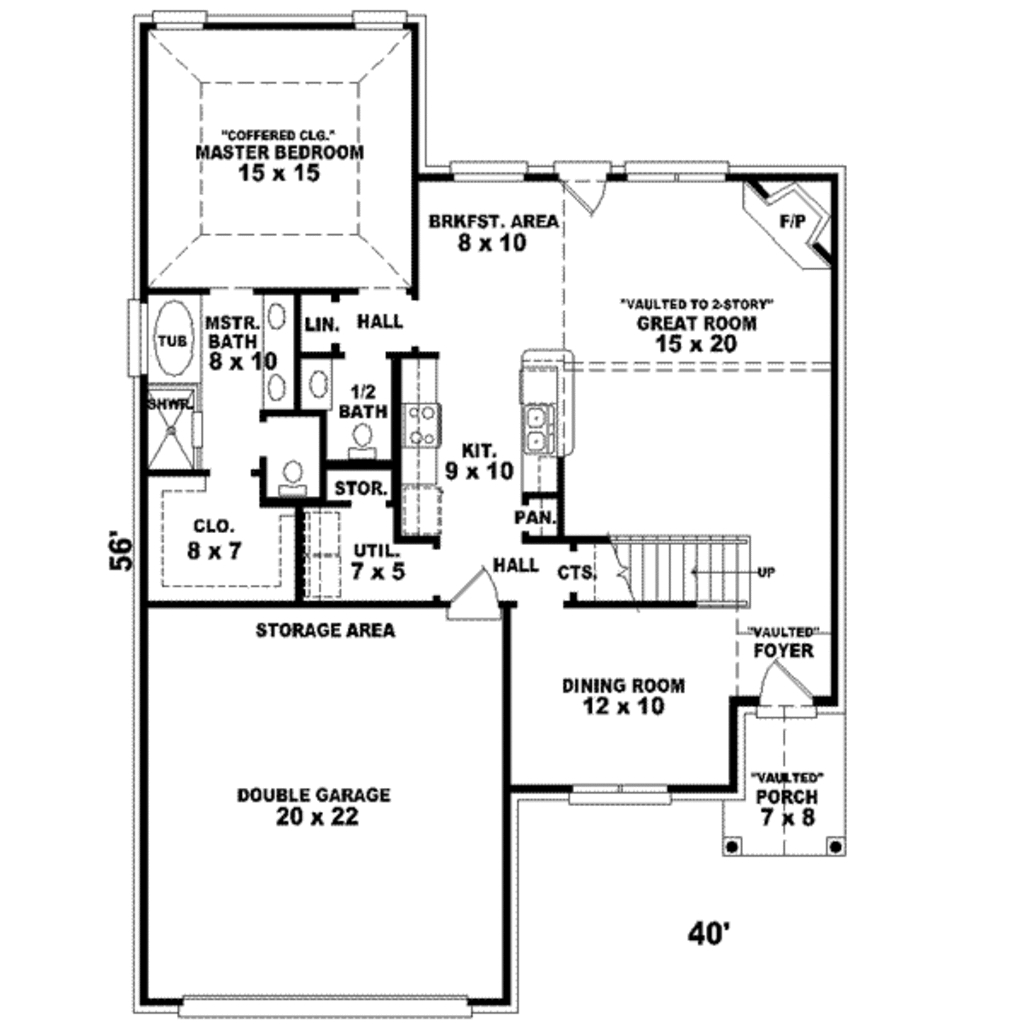 "COFFERED CLG."
MASTER BEDROOM
15 x 15
BRKFST. AREA
8 x 10
F/P
"VAULTED TO 2-STORY"
GREAT ROOM
15 x 20
TUB
MSTR.
BATH
8 x 10
LIN.
HALL
SHWR.
1/2
BATH
KIT.
9 x 10
STOR.
PAN.
CLO.
8 x 7
UTIL.
7 x 5
HALL
CTS.
UP
56'
STORAGE AREA
"VAULTED"
FOYER
DINING ROOM
12 x 10
DOUBLE GARAGE
20 x 22
"VAULTED"
PORCH
7 x 8
40'